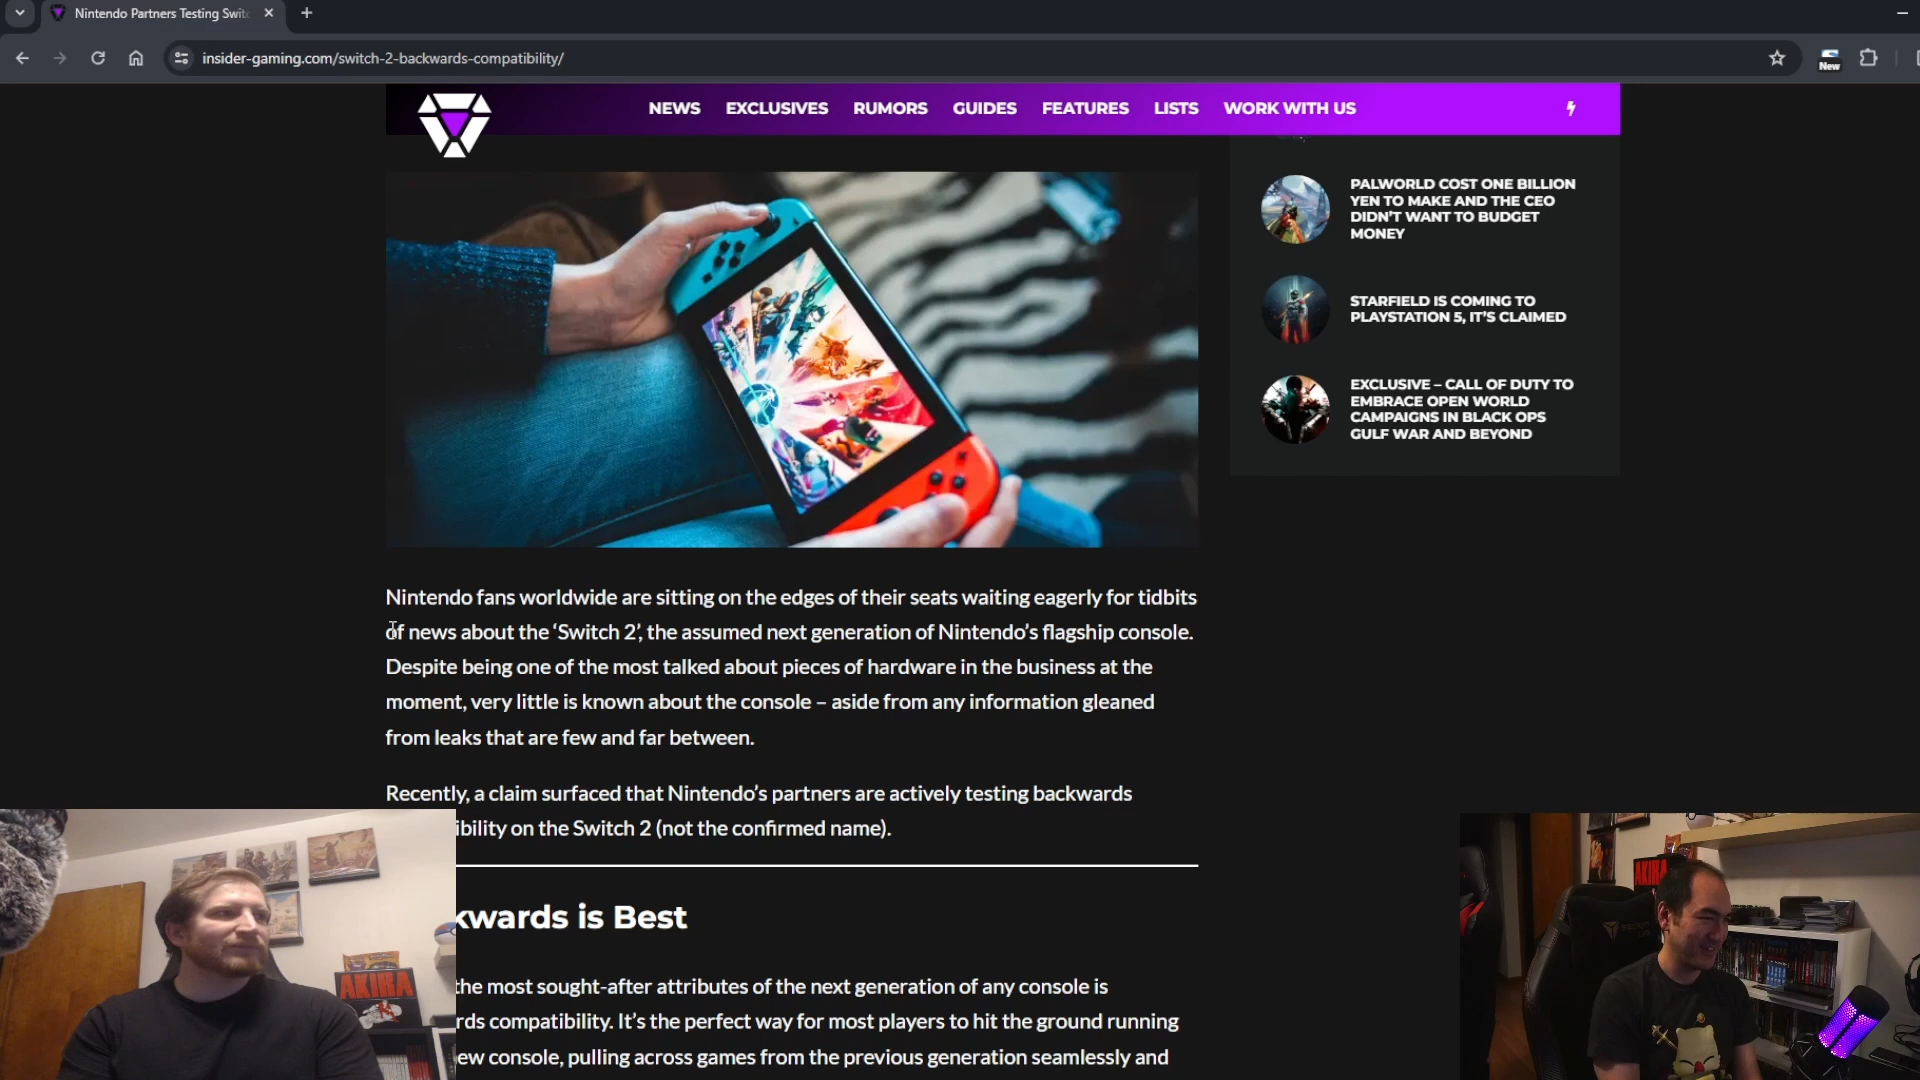 Nintendo Partners Testing Swit
insider-gaming.com/switch-2-backwards-compatibility/
New
NEWS EXCLUSIVES RUMORS GUIDES FEATURES LISTS WORK WITH US
PALWORLD COST ONE BILLION
YEN TO MAKE AND THE CEO
DIDN'T WANT TO BUDGET
MONEY
STARFIELD IS COMING TO
PLAYSTATION 5, IT'S CLAIMED
EXCLUSIVE – CALL OF DUTY TO
EMBRACE OPEN WORLD
CAMPAIGNS IN BLACK OPS
GULF WAR AND BEYOND
Nintendo fans worldwide are sitting on the edges of their seats waiting eagerly for tidbits
of news about the ‘Switch 2’, the assumed next generation of Nintendo’s flagship console.
Despite being one of the most talked about pieces of hardware in the business at the
moment, very little is known about the console – aside from any information gleaned
from leaks that are few and far between.
Recently, a claim surfaced that Nintendo’s partners are actively testing backwards
ibility on the Switch 2 (not the confirmed name).
kwards is Best
the most sought-after attributes of the next generation of any console is
rds compatibility. It’s the perfect way for most players to hit the ground running
ew console, pulling across games from the previous generation seamlessly and
AKIRA
AKIRA